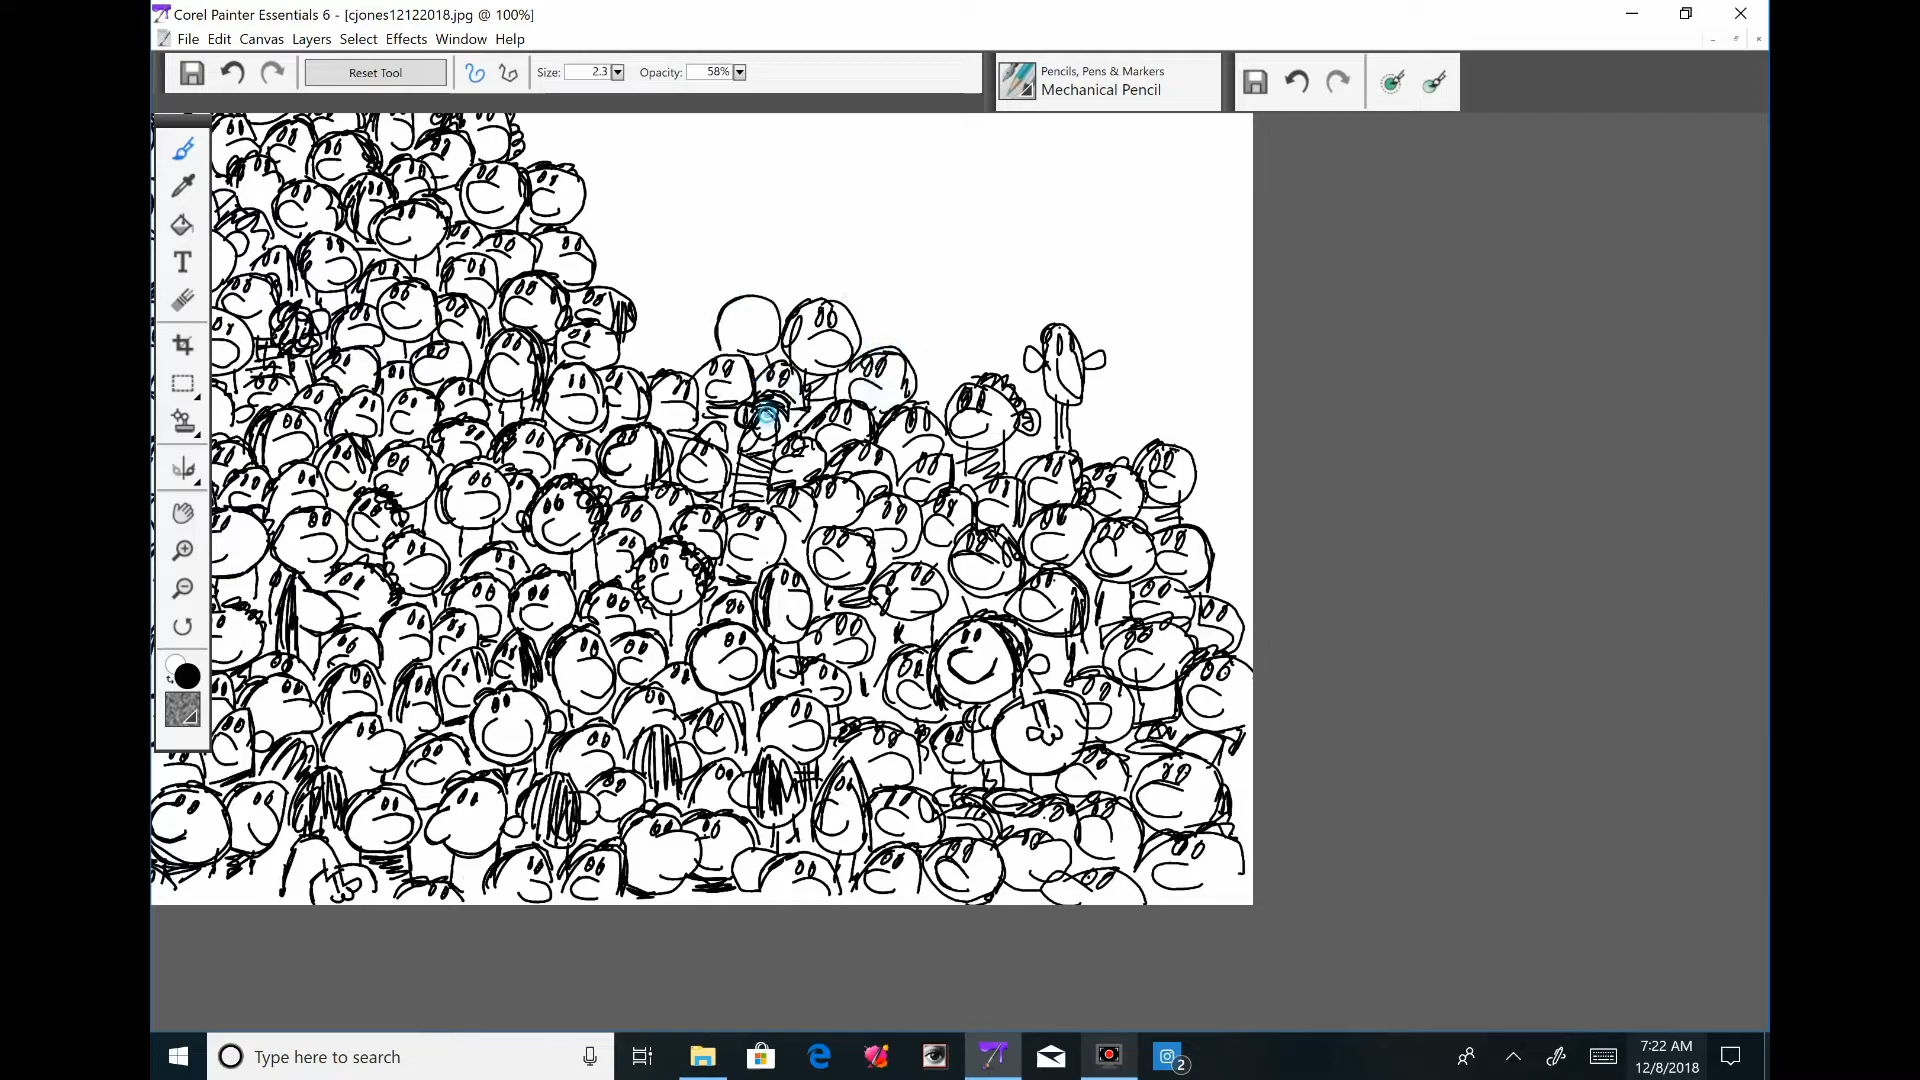 Corel Painter Essentials 6 - [cjones12122018.jpg @ 100%]
File Edit Canvas Layers Select Effects Window Help
Reset Tool
Size: 2.3
Opacity: 58%
Pencils, Pens & Markers
Mechanical Pencil
T
Type here to search
2
7:22 AM
12/8/2018